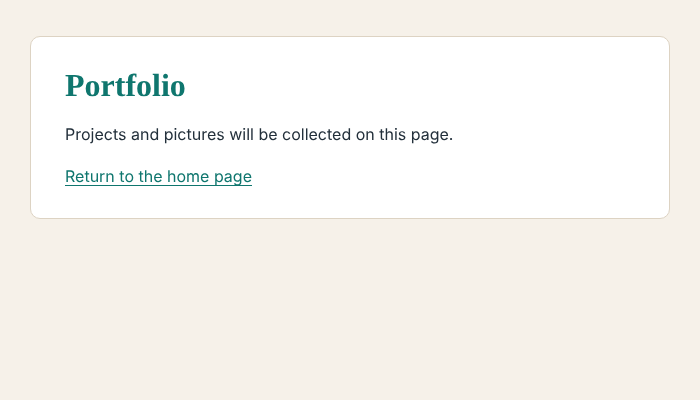 Portfolio
Projects and pictures will be collected on this page.
Return to the home page